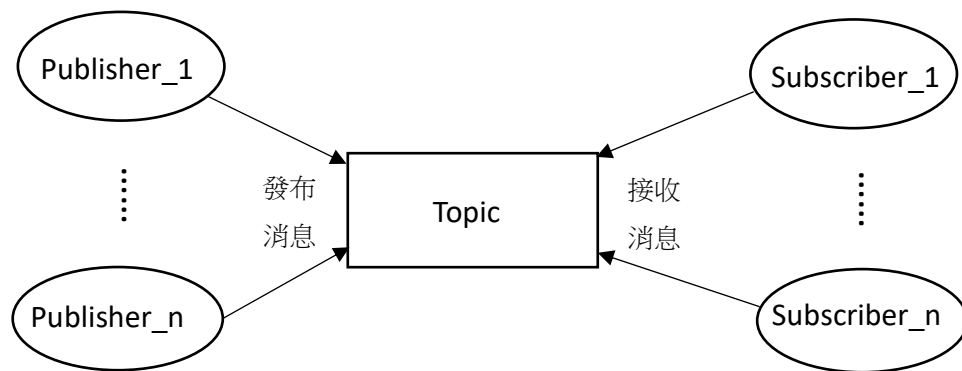 Publisher_1
Subscriber_1
發布
消息
Topic
接收
消息
Publisher_n
Subscriber_n